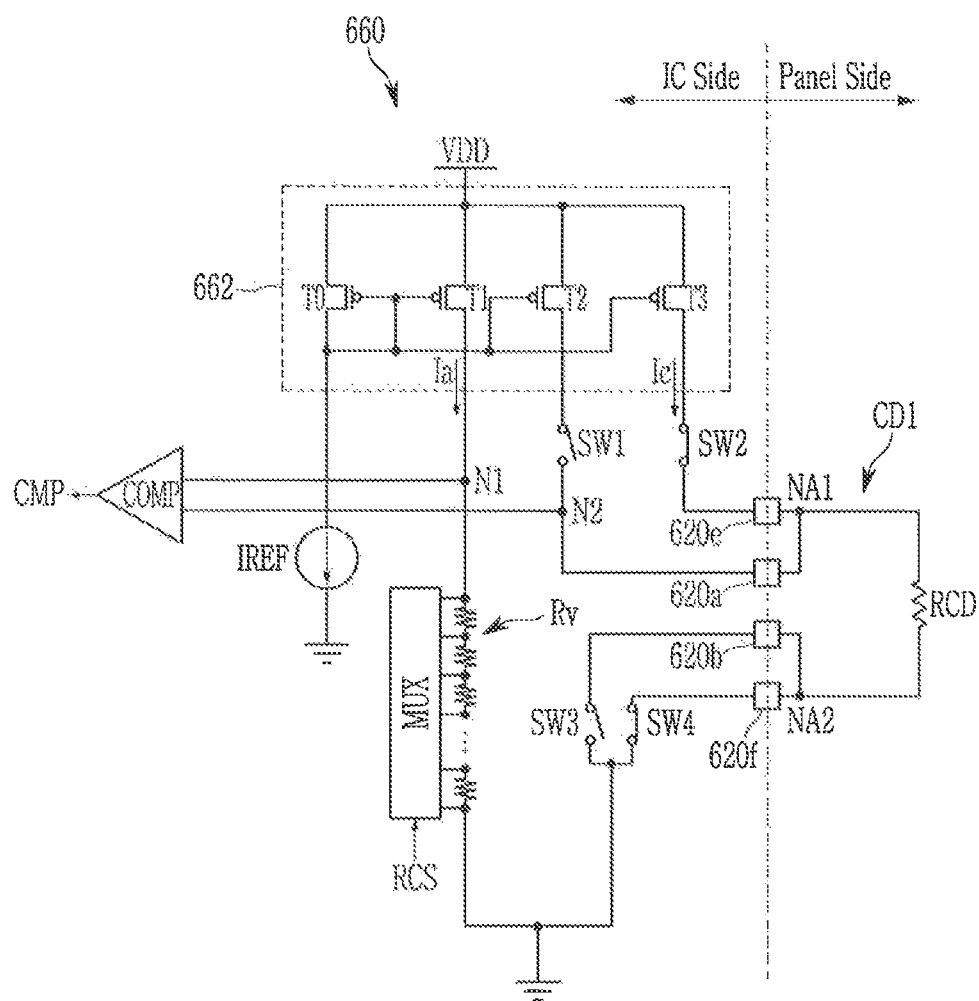 660
IC Side
Panel Side
VDD
662
T0
T1
T2
T3
Ia
Ic
CD1
SW1
SW2
CMP
COMP
N1
N2
NA1
620e
IREF
620a
RCD
Rv
620b
MUX
SW3
SW4
NA2
620f
RCS